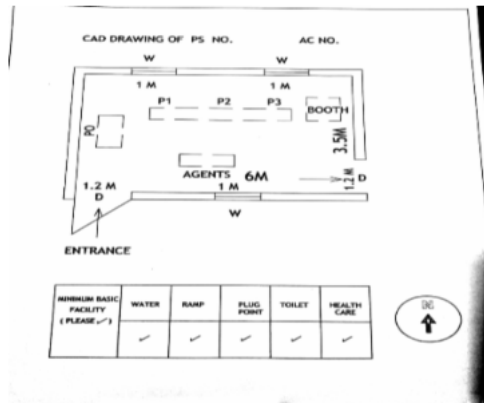 CAD DRAWING OF PS NO. AC NO.
W W
1 M 1 M
P1 P2 P3
BOOTH
PO
3.5M
AGENTS 6M
1.2 M 1 M 1.2 M D
D
W
ENTRANCE
MINIMUM BASIC FACILITY ( PLEASE ✓ ) WATER RAMP PLUG POINT TOILET HEALTH CARE
✓ ✓ ✓ ✓ ✓
N